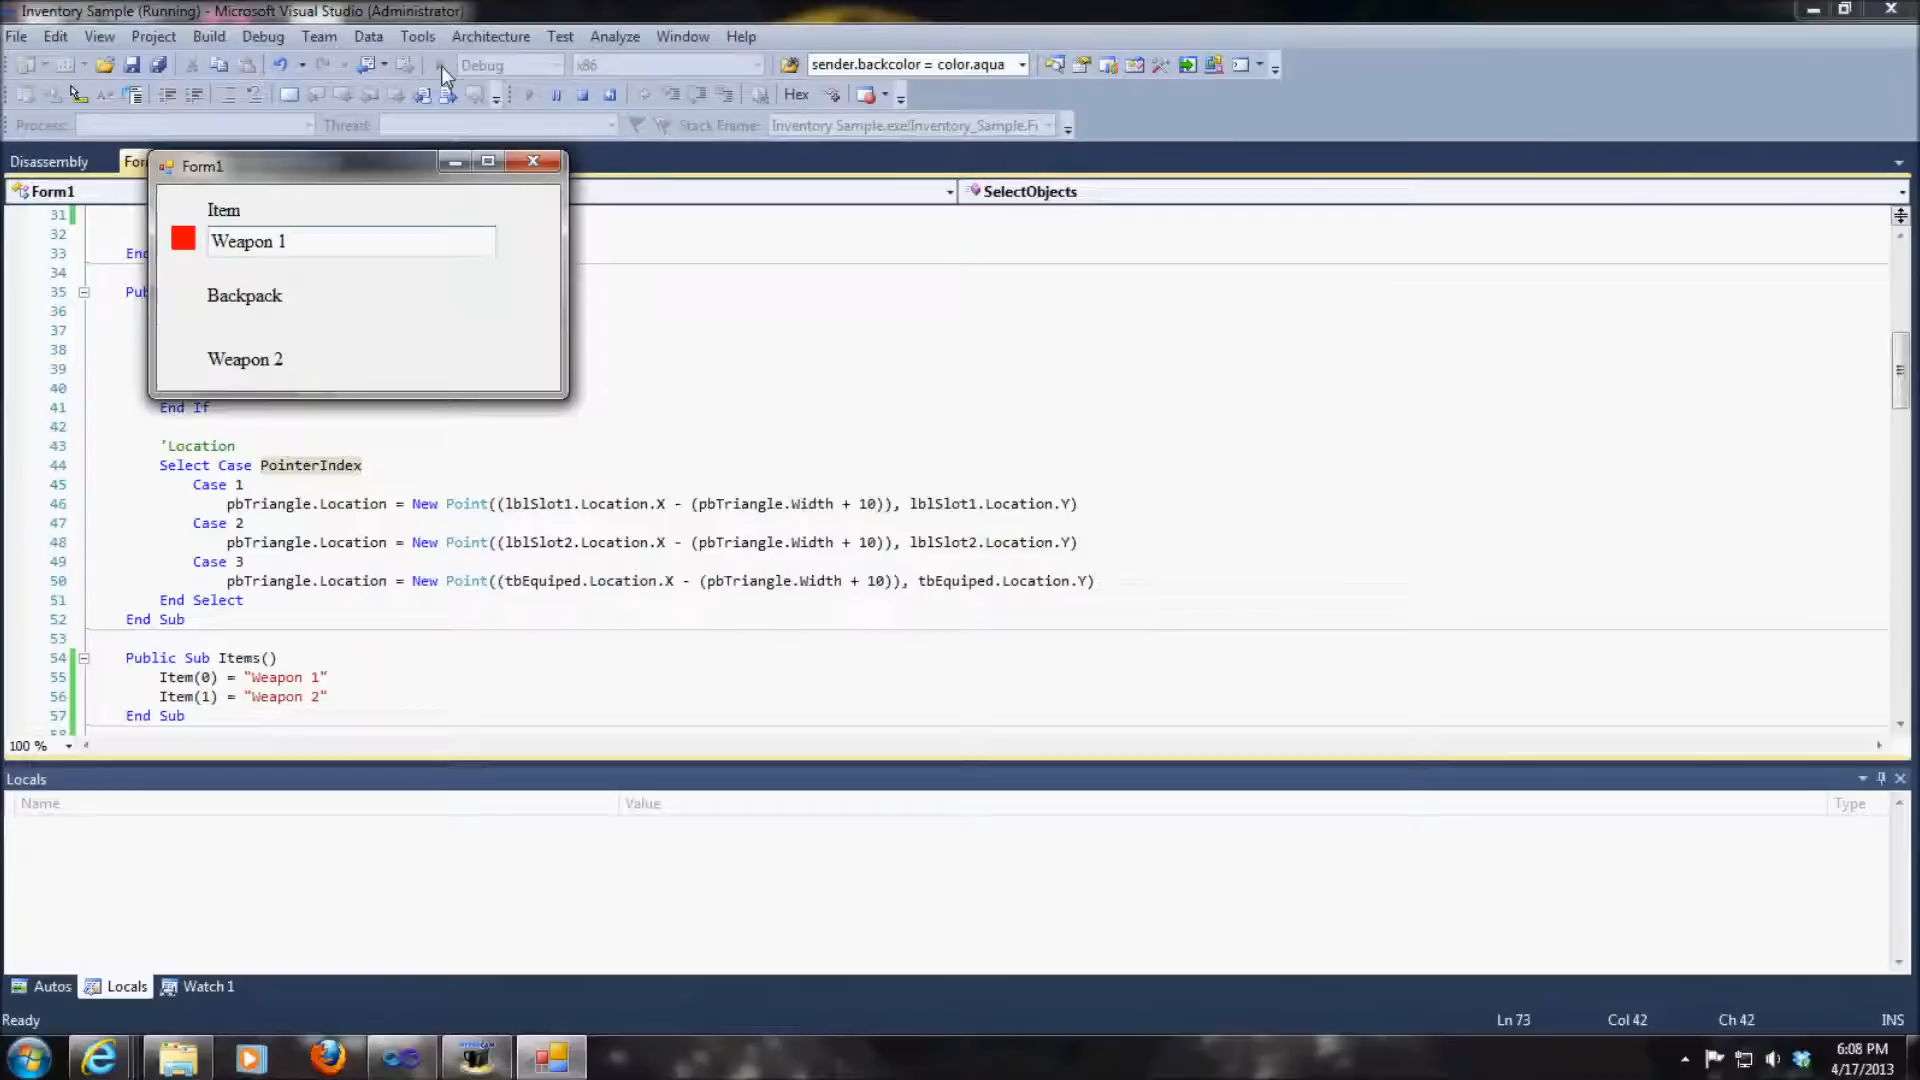 Inventory Sample (Running) - Microsoft Visual Studio (Administrator)
File Edit View Project Build Debug Team Data Tools Architecture Test Analyze Window Help
Debug x86 sender.backcolor = color.aqua
Hex
Process: Thread: Stack Frame: Inventory Sample.exe!Inventory_Sample.F
Disassembly For
Form1
Form1 SelectObjects
Item
Weapon 1
Backpack
Weapon 2
31
32
33 End
34
35 Pub
36
37
38
39
40
41 End If
42
43 'Location
44 Select Case PointerIndex
45 Case 1
46 pbTriangle.Location = New Point((lblSlot1.Location.X - (pbTriangle.Width + 10)), lblSlot1.Location.Y)
47 Case 2
48 pbTriangle.Location = New Point((lblSlot2.Location.X - (pbTriangle.Width + 10)), lblSlot2.Location.Y)
49 Case 3
50 pbTriangle.Location = New Point((tbEquiped.Location.X - (pbTriangle.Width + 10)), tbEquiped.Location.Y)
51 End Select
52 End Sub
53
54 Public Sub Items()
55 Item(0) = "Weapon 1"
56 Item(1) = "Weapon 2"
57 End Sub
58
100 %
Locals
Name Value Type
Autos Locals Watch 1
Ready Ln 73 Col 42 Ch 42 INS
6:08 PM
4/17/2013